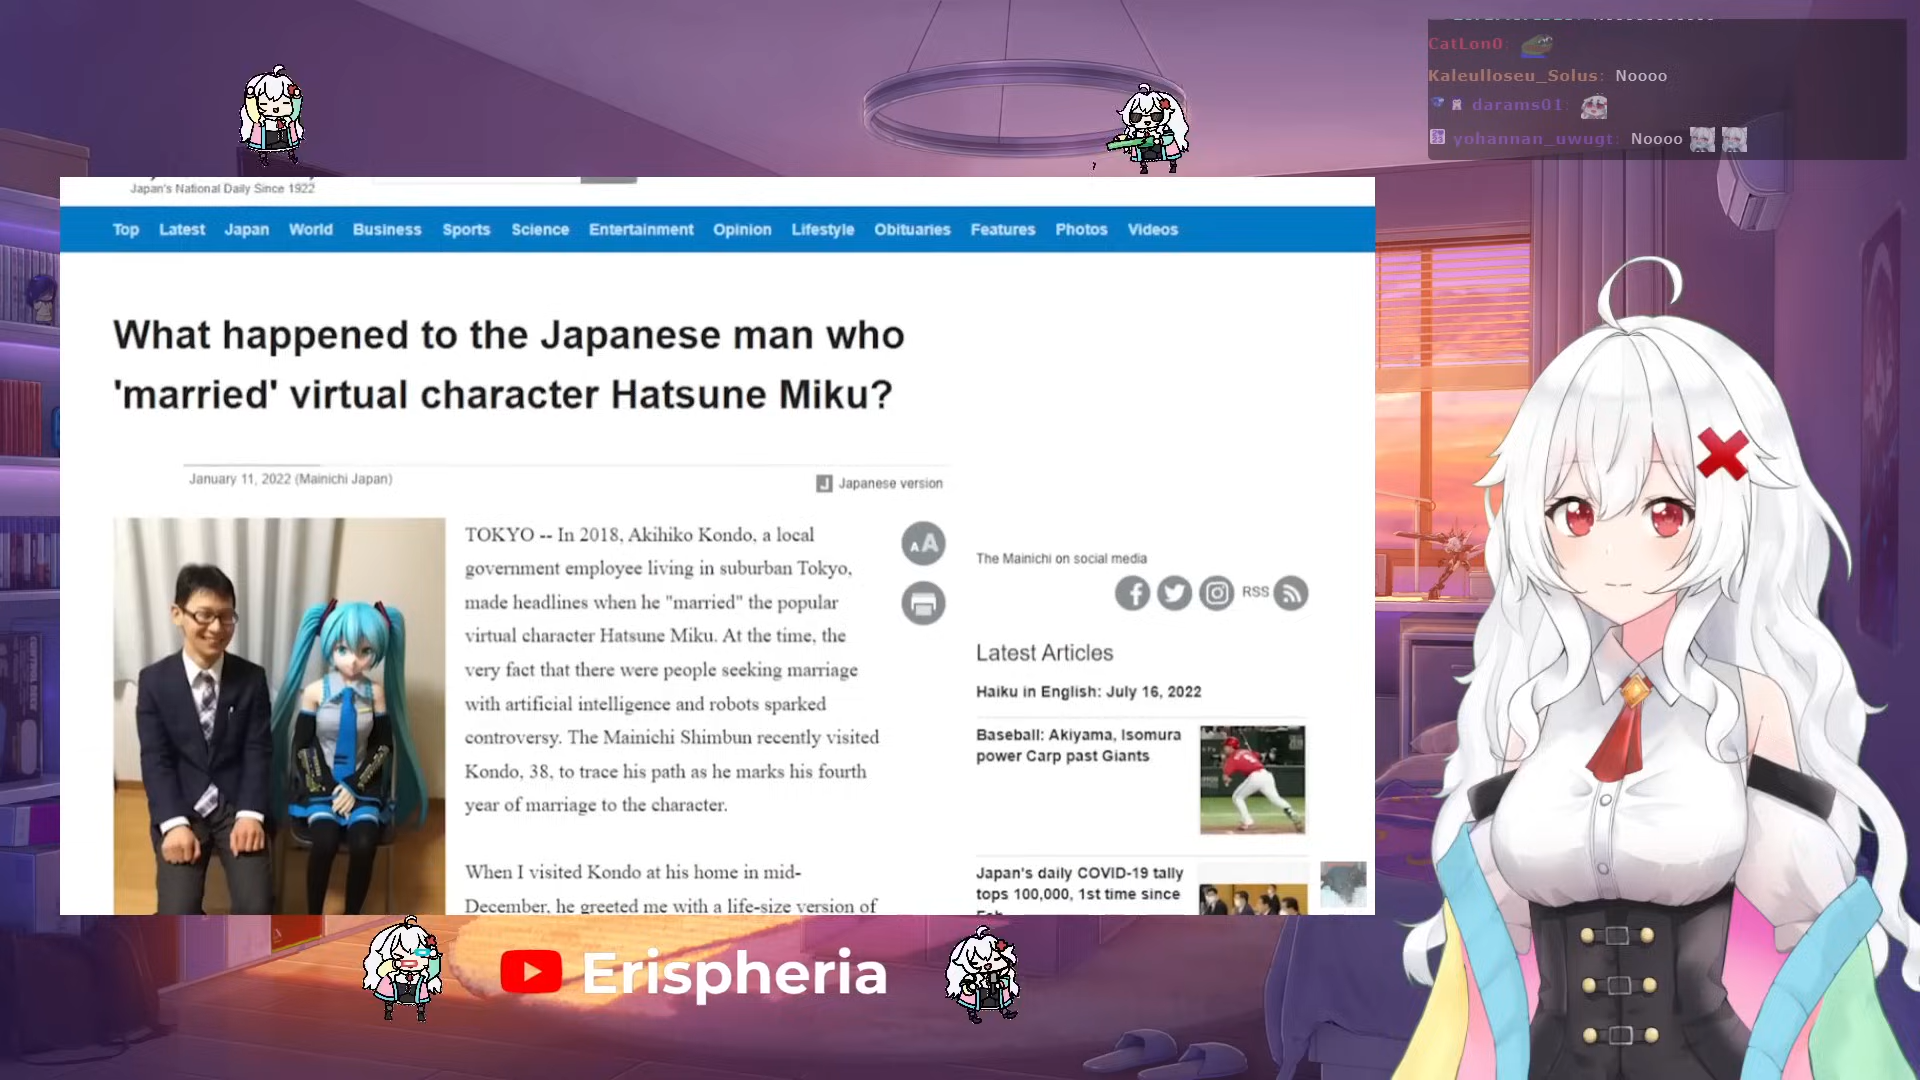 CatLon0:
Kaleulloseu_Solus: Noooo
darams01:
yohannan_uwugt: Noooo
Japan's National Daily Since 1922
Top Latest Japan World Business Sports Science Entertainment Opinion Lifestyle Obituaries Features Photos Videos
What happened to the Japanese man who
'married' virtual character Hatsune Miku?
January 11, 2022 (Mainichi Japan)
J Japanese version
TOKYO -- In 2018, Akihiko Kondo, a local
government employee living in suburban Tokyo,
made headlines when he "married" the popular
virtual character Hatsune Miku. At the time, the
very fact that there were people seeking marriage
with artificial intelligence and robots sparked
controversy. The Mainichi Shimbun recently visited
Kondo, 38, to trace his path as he marks his fourth
year of marriage to the character.
When I visited Kondo at his home in mid-
December, he greeted me with a life-size version of
A A
The Mainichi on social media
RSS
Latest Articles
Haiku in English: July 16, 2022
Baseball: Akiyama, Isomura
power Carp past Giants
Japan's daily COVID-19 tally
tops 100,000, 1st time since
Erispheria